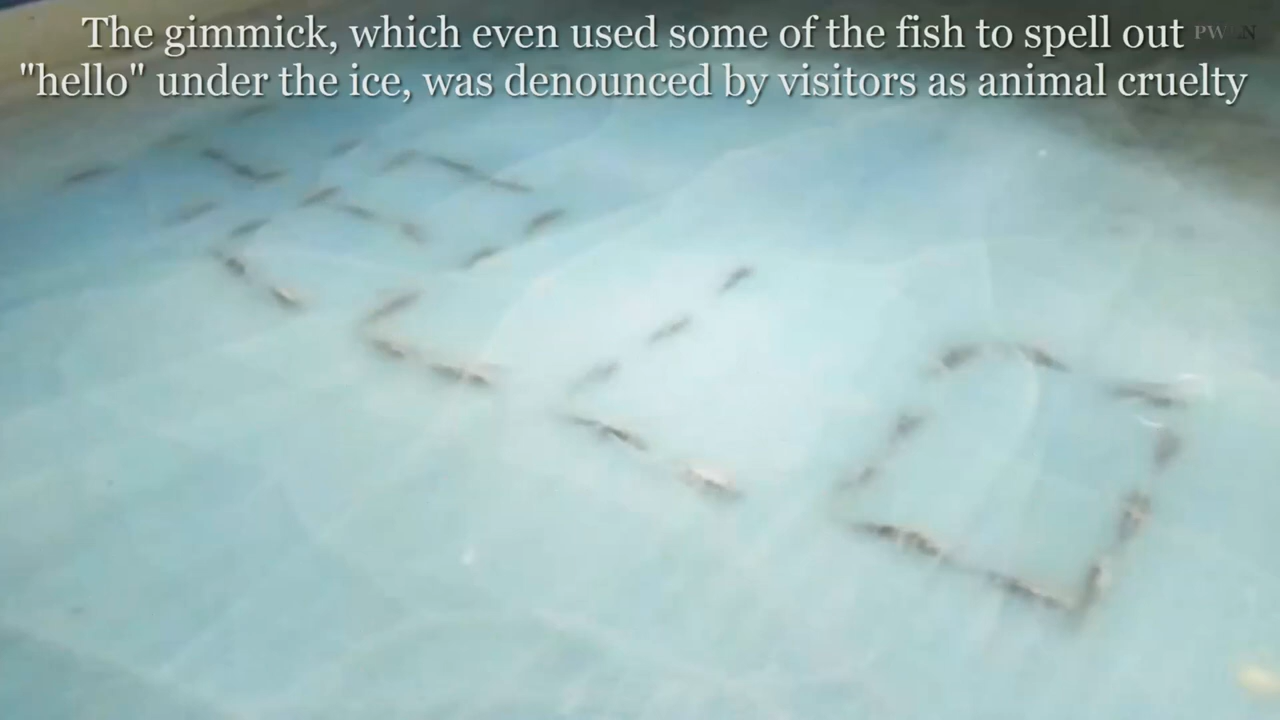 The gimmick, which even used some of the fish to spell out
"hello" under the ice, was denounced by visitors as animal cruelty
HELLO